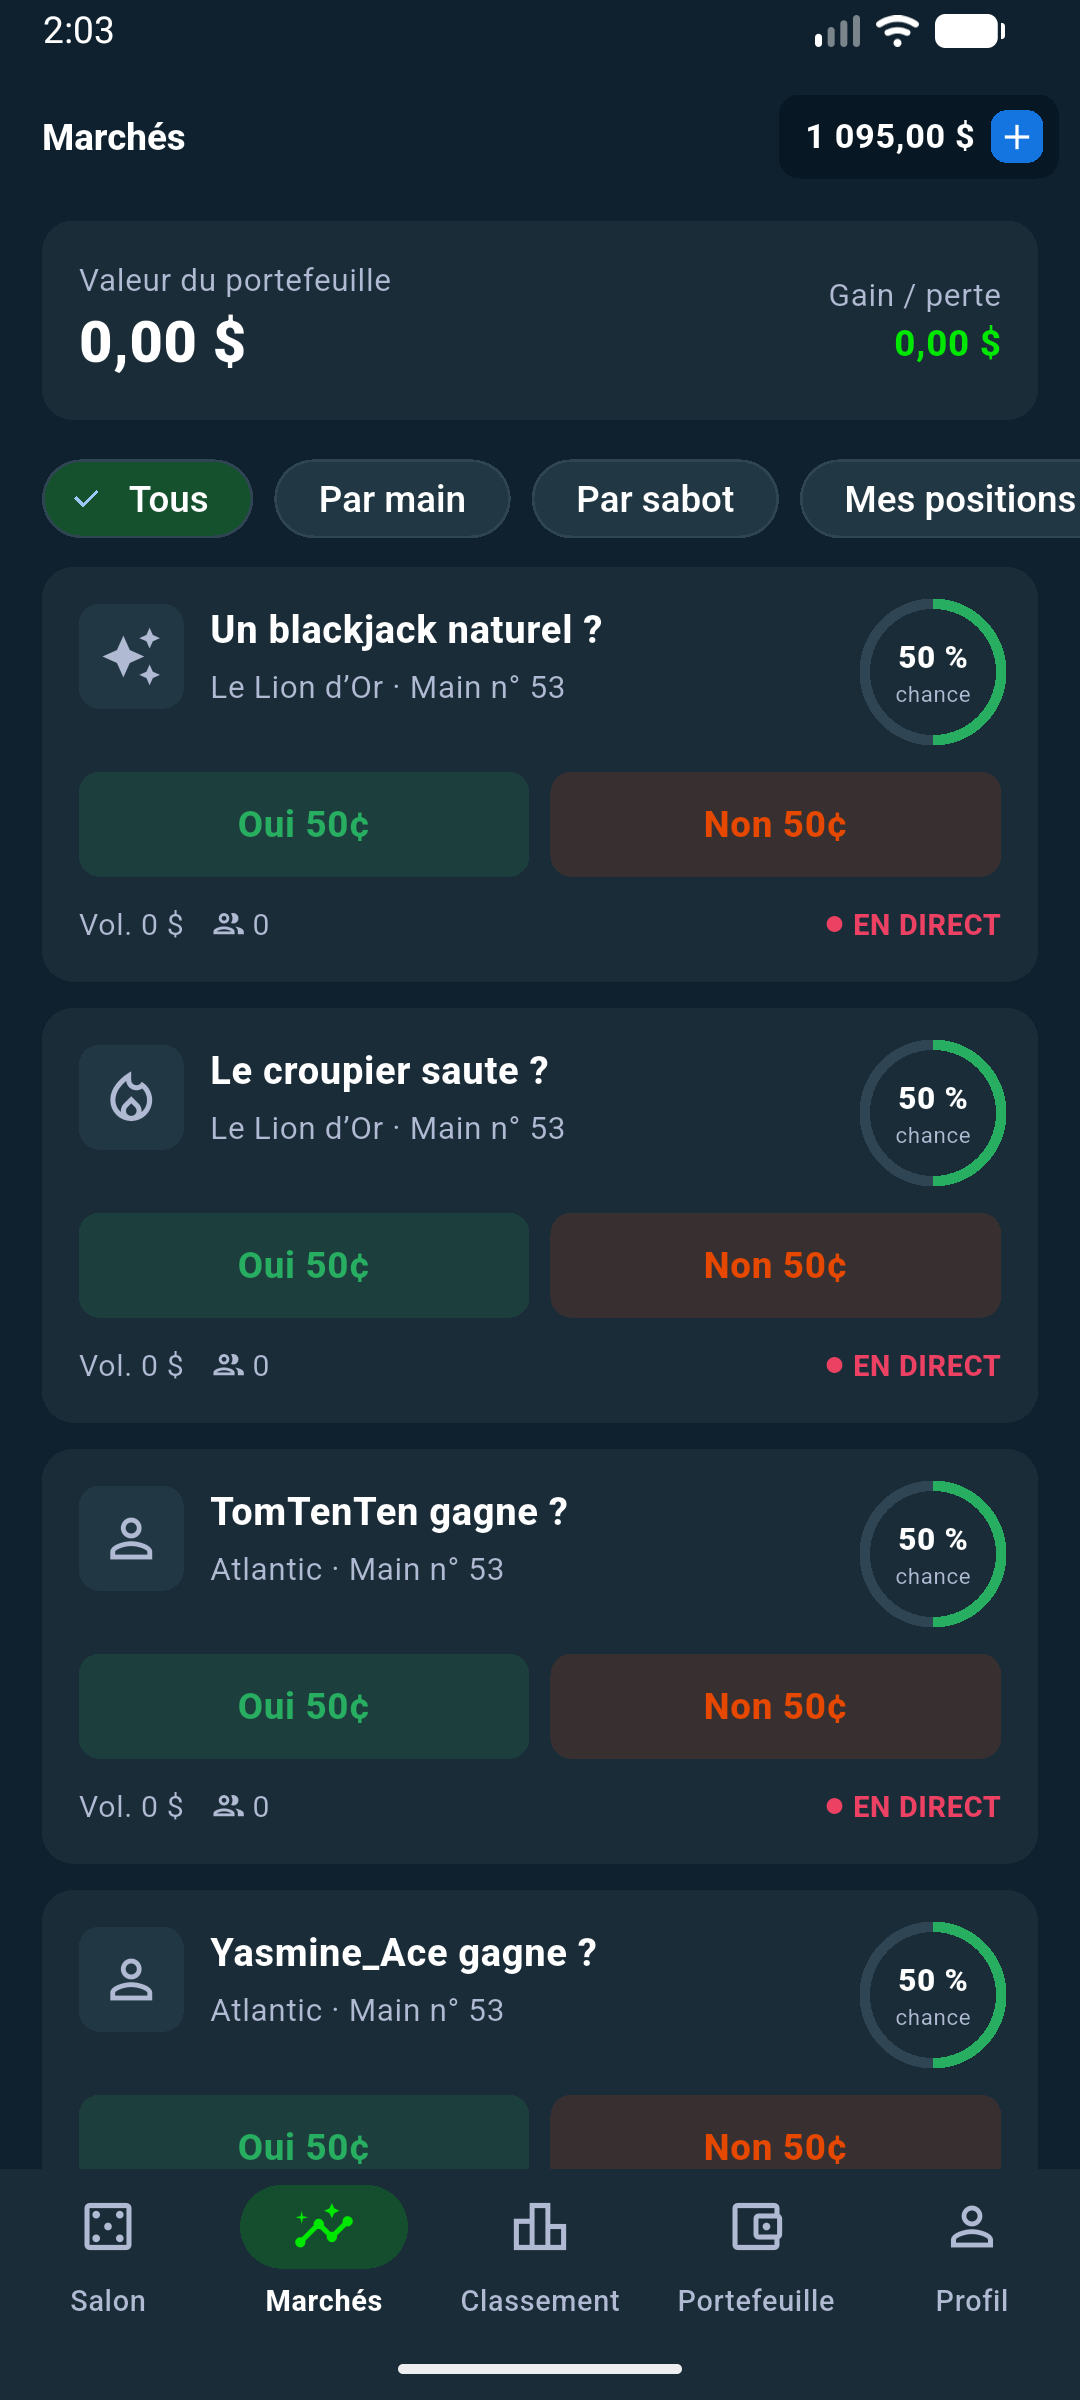 2:03
Marchés
1 095,00 $
Valeur du portefeuille
0,00 $
Gain / perte
0,00 $
Tous
Par main
Par sabot
Mes positions
Un blackjack naturel ?
Le Lion d’Or · Main n° 53
50 %
chance
Oui 50¢
Non 50¢
Vol. 0 $
0
EN DIRECT
Le croupier saute ?
Le Lion d’Or · Main n° 53
50 %
chance
Oui 50¢
Non 50¢
Vol. 0 $
0
EN DIRECT
TomTenTen gagne ?
Atlantic · Main n° 53
50 %
chance
Oui 50¢
Non 50¢
Vol. 0 $
0
EN DIRECT
Yasmine_Ace gagne ?
Atlantic · Main n° 53
50 %
chance
Oui 50¢
Non 50¢
Salon
Marchés
Classement
Portefeuille
Profil